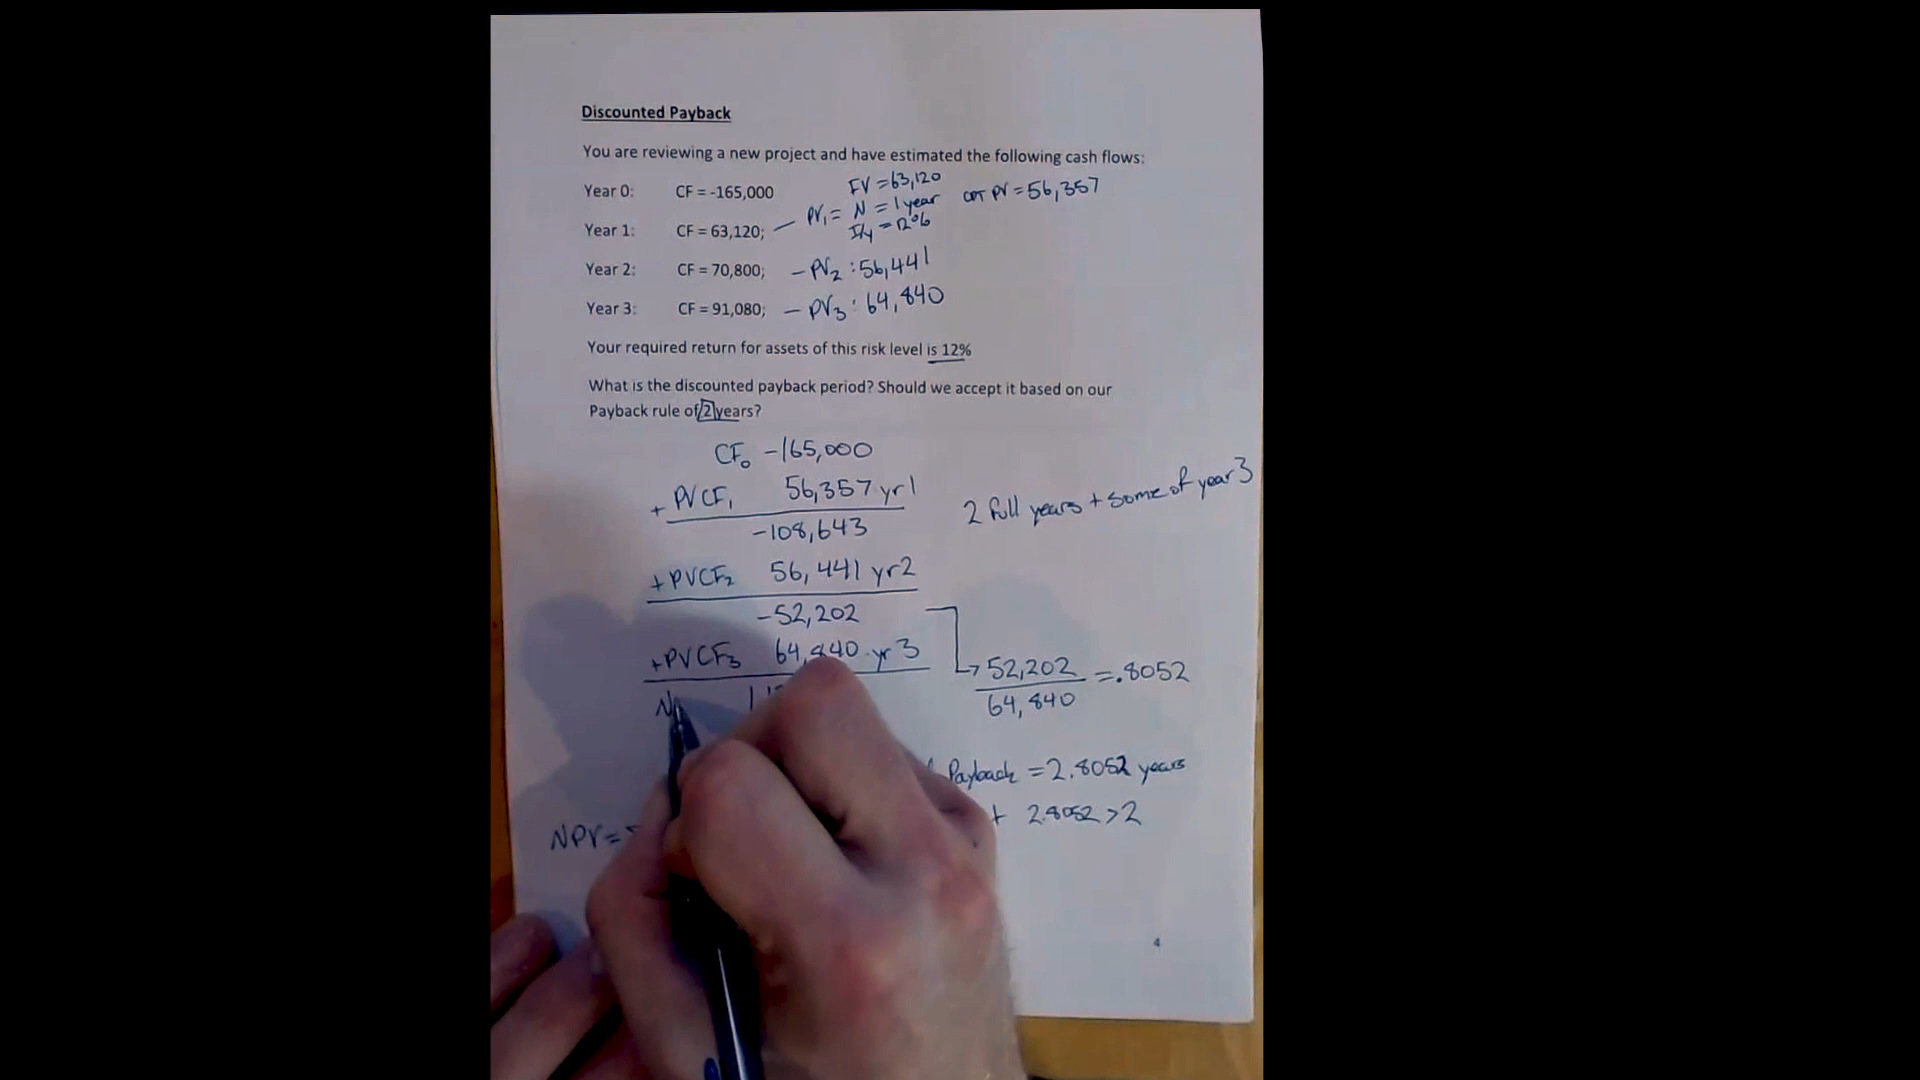 Discounted Payback
You are reviewing a new project and have estimated the following cash flows:
Year 0: CF = -165,000
FV = 63,120
CPT PV = 56,357
Year 1: CF = 63,120; — PV1 = N = 1 year
I/y = 12%
Year 2: CF = 70,800; — PV2 : 56,441
Year 3: CF = 91,080; — PV3 : 64,840
Your required return for assets of this risk level is 12%
What is the discounted payback period? Should we accept it based on our
Payback rule of 2 years?
CF0 -165,000
+ PVCF1 56,357 yr 1
2 full years + some of year 3
-108,643
+PVCF2 56,441 yr2
-52,202
+PVCF3 64,840 yr 3
52,202
64,840
= .8052
Payback = 2.8052 years
2.8052 > 2
NPV =
4